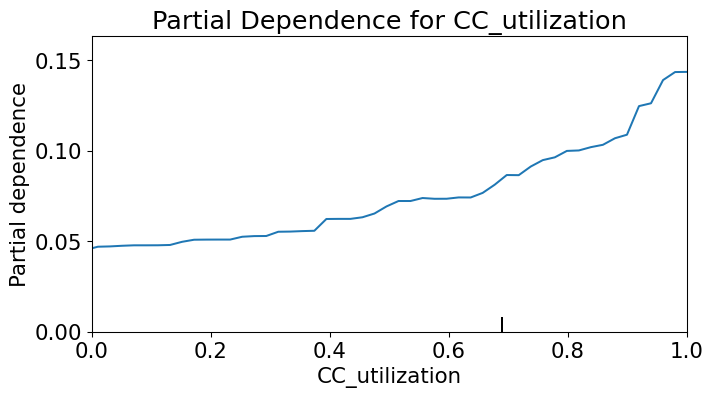 Partial Dependence for CC_utilization
0.15
0.10
0.05
0.00
Partial dependence
0.0 0.2 0.4 0.6 0.8 1.0
CC_utilization